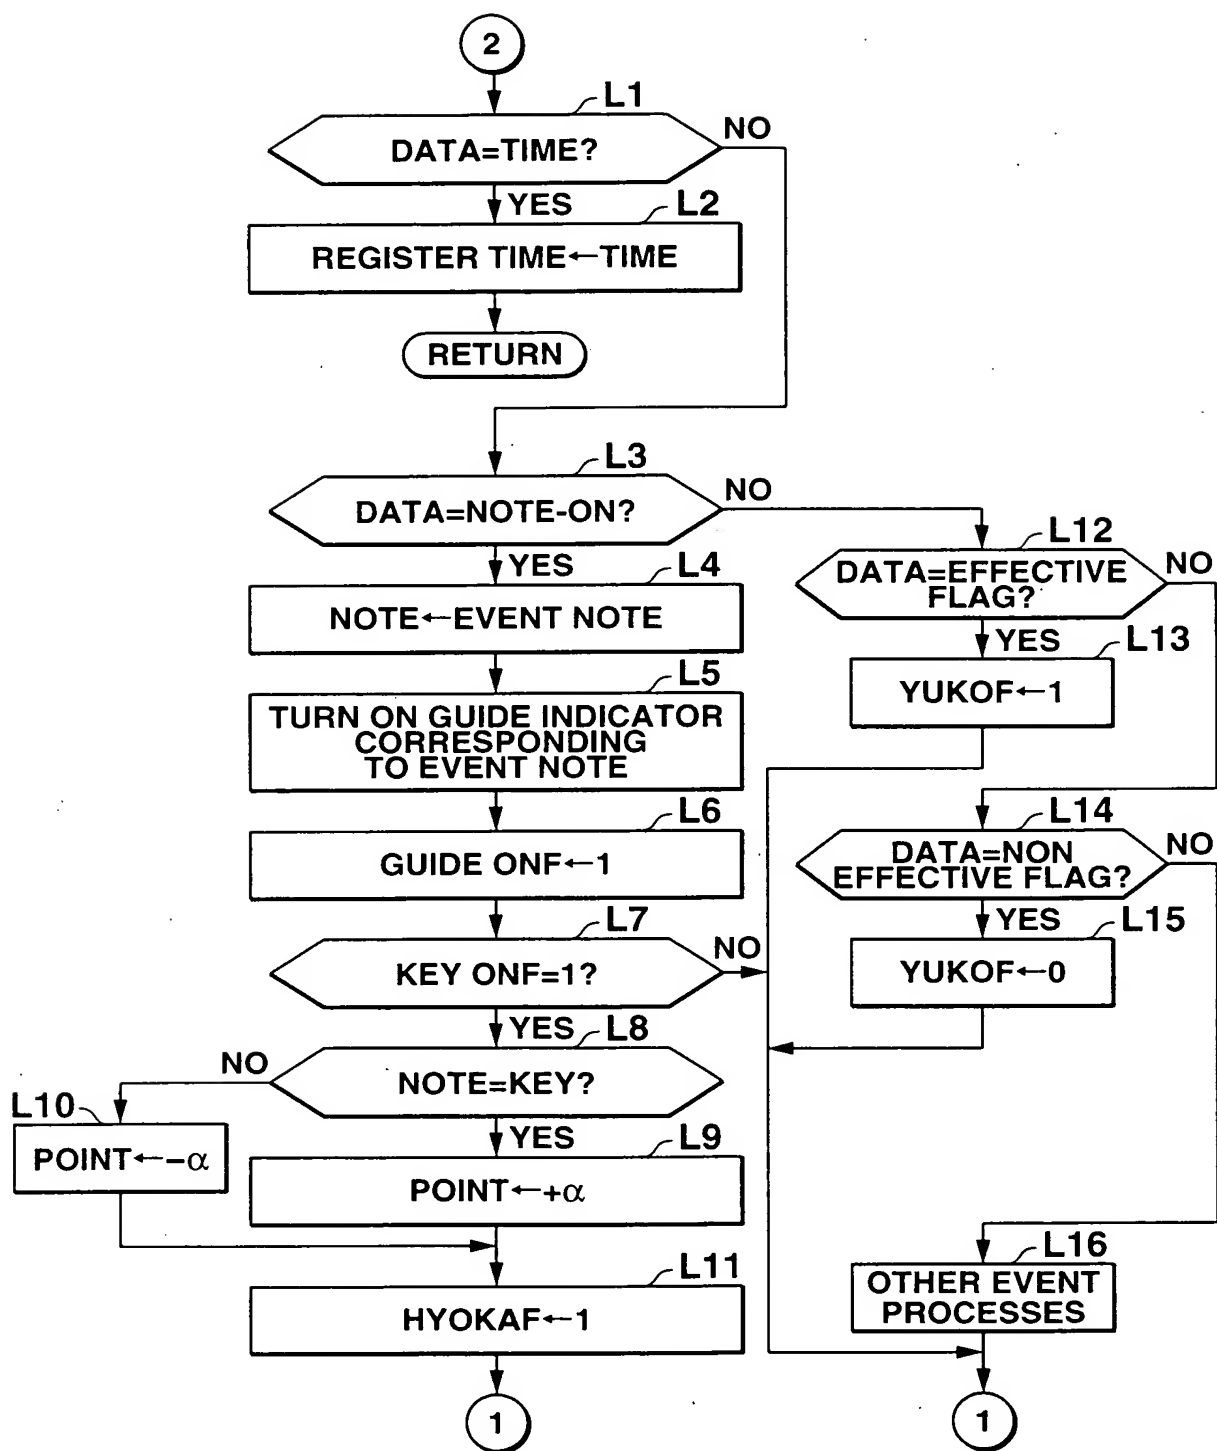 2
L1
DATA=TIME?
NO
YES
L2
REGISTER TIME←TIME
RETURN
L3
DATA=NOTE-ON?
NO
YES
L4
NOTE←EVENT NOTE
L5
TURN ON GUIDE INDICATOR
CORRESPONDING
TO EVENT NOTE
L6
GUIDE ONF←1
L7
KEY ONF=1?
NO
YES
L8
NOTE=KEY?
NO
L10
POINT←−α
YES
L9
POINT←+α
L11
HYOKAF←1
1
L12
DATA=EFFECTIVE
FLAG?
NO
YES
L13
YUKOF←1
L14
DATA=NON
EFFECTIVE FLAG?
NO
YES
L15
YUKOF←0
L16
OTHER EVENT
PROCESSES
1